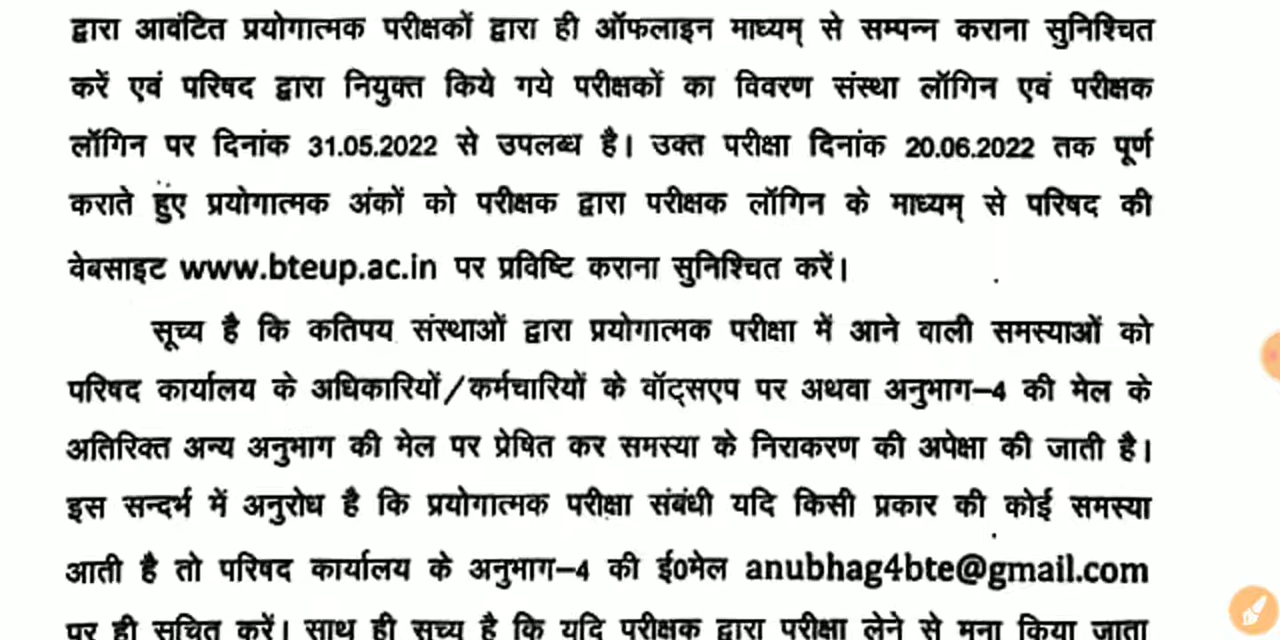 द्वारा आवंटित प्रयोगात्मक परीक्षकों द्वारा ही ऑफलाइन माध्यम् से सम्पन्न कराना सुनिश्चित
करें एवं परिषद द्वारा नियुक्त किये गये परीक्षकों का विवरण संस्था लॉगिन एवं परीक्षक
लॉगिन पर दिनांक 31.05.2022 से उपलब्ध है। उक्त परीक्षा दिनांक 20.06.2022 तक पूर्ण
कराते हुए प्रयोगात्मक अंकों को परीक्षक द्वारा परीक्षक लॉगिन के माध्यम् से परिषद की
वेबसाइट www.bteup.ac.in पर प्रविष्टि कराना सुनिश्चित करें।
सूच्य है कि कतिपय संस्थाओं द्वारा प्रयोगात्मक परीक्षा में आने वाली समस्याओं को
परिषद कार्यालय के अधिकारियों/कर्मचारियों के वॉट्सएप पर अथवा अनुभाग-4 की मेल के
अतिरिक्त अन्य अनुभाग की मेल पर प्रेषित कर समस्या के निराकरण की अपेक्षा की जाती है।
इस सन्दर्भ में अनुरोध है कि प्रयोगात्मक परीक्षा संबंधी यदि किसी प्रकार की कोई समस्या
आती है तो परिषद कार्यालय के अनुभाग-4 की ई0मेल anubhag4bte@gmail.com
पर ही सूचित करें। साथ ही सूच्य है कि यदि परीक्षक द्वारा परीक्षा लेने से मना किया जाता